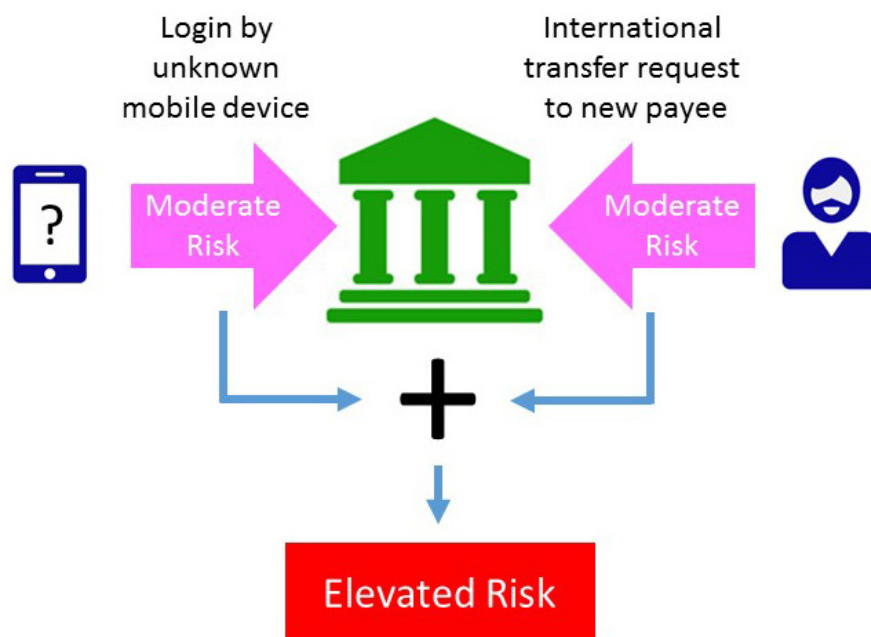 Login by
unknown
mobile device
International
transfer request
to new payee
?
Moderate
Risk
Moderate
Risk
Elevated Risk